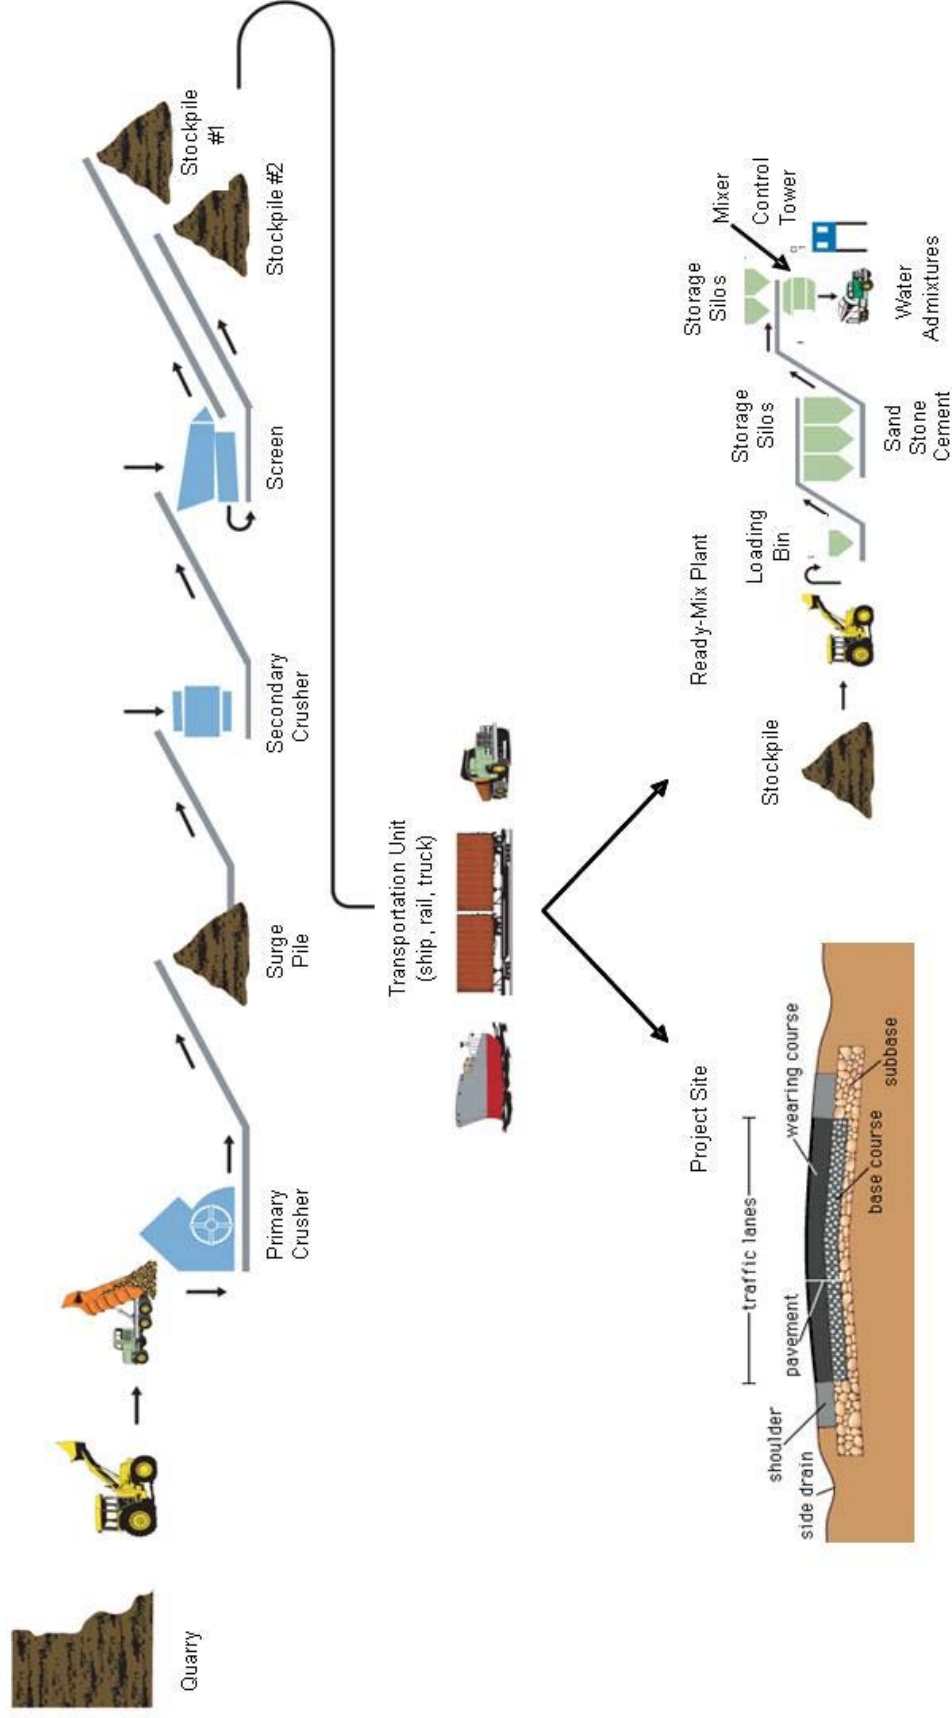 Quarry
Primary
Crusher
Surge
Pile
Secondary
Crusher
Screen
Stockpile #2
Stockpile
#1
Transportation Unit
(ship, rail, truck)
Project Site
traffic lanes
shoulder
side drain
pavement
wearing course
base course
subbase
Ready-Mix Plant
Stockpile
Loading
Bin
Storage
Silos
Sand
Stone
Cement
Storage
Silos
Mixer
Control
Tower
Water
Admixtures